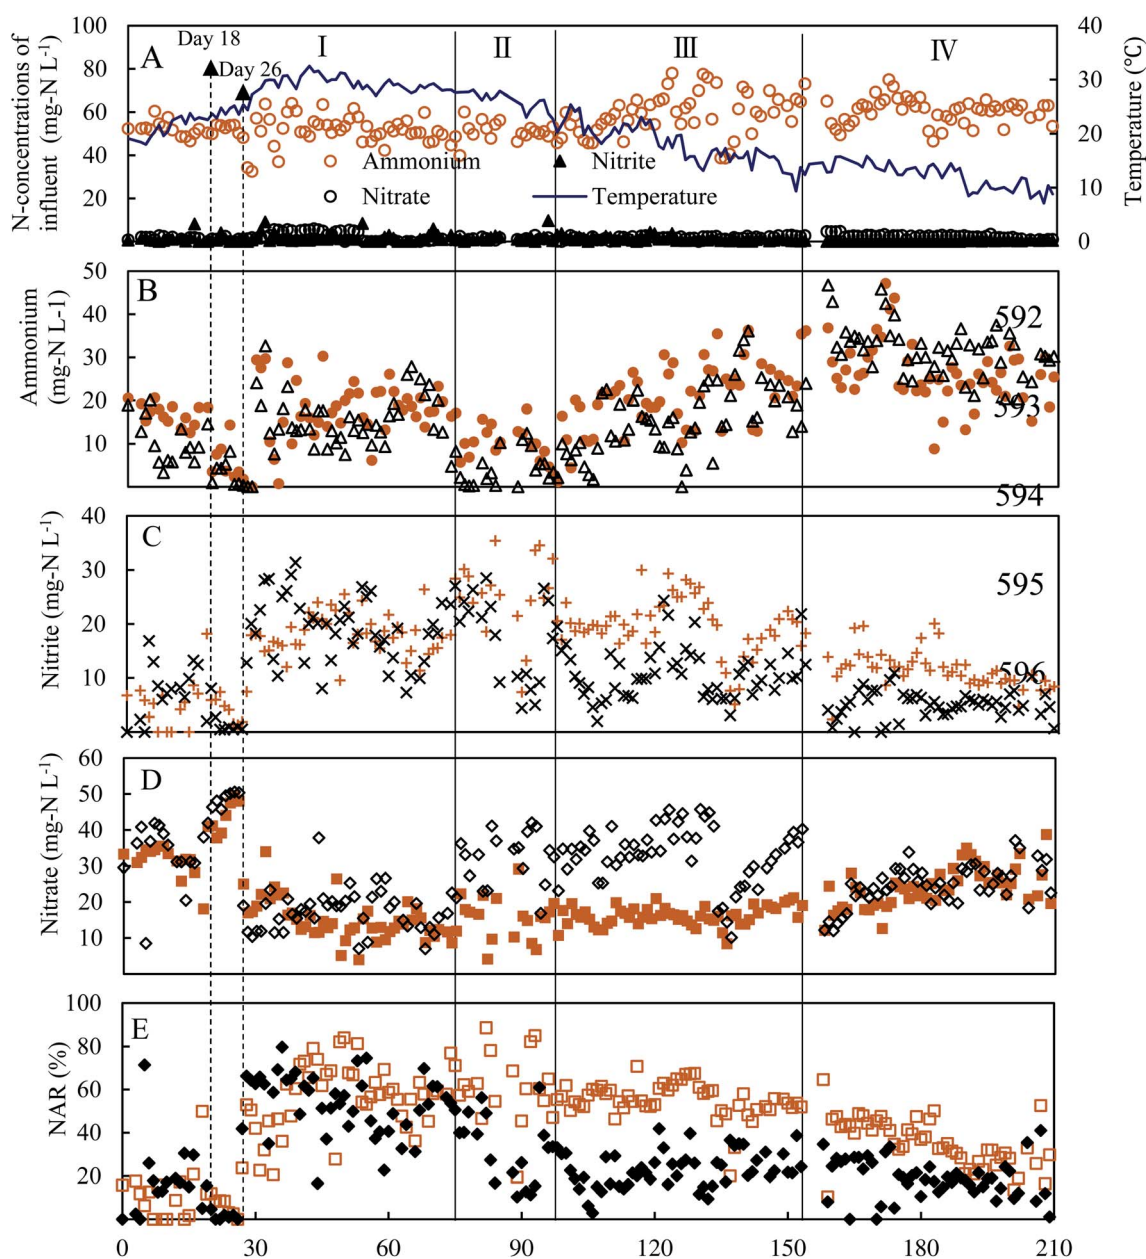 N-concentrations of
influent (mg-N L-1)
100
80
60
40
20
A
Day 18
Day 26
Ⅰ
Ⅱ
Ⅲ
Ⅳ
Ammonium
Nitrite
Nitrate
Temperature
40
30
20
10
0
Temperature (℃)
Ammonium
(mg-N L-1)
50
40
30
20
10
B
592
593
594
Nitrite (mg-N L-1)
40
30
20
10
C
595
596
Nitrate (mg-N L-1)
60
50
40
30
20
10
D
NAR (%)
100
80
60
40
20
E
0 30 60 90 120 150 180 210